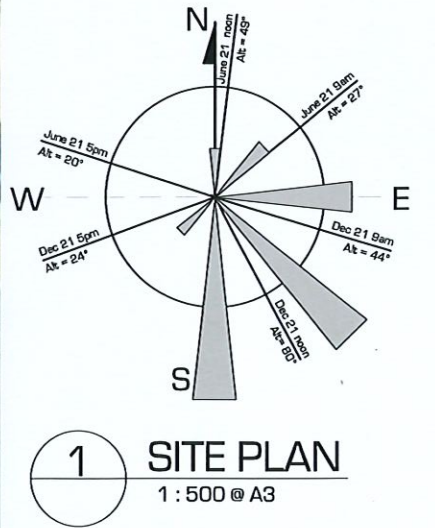 N
June 21 noon
Alt = 49°
June 21 9am
Alt = 27°
June 21 5pm
Alt = 20°
W
E
Dec 21 9am
Alt = 44°
Dec 21 5pm
Alt = 24°
Dec 21 noon
Alt= 80°
S
1
SITE PLAN
1 : 500 @ A3